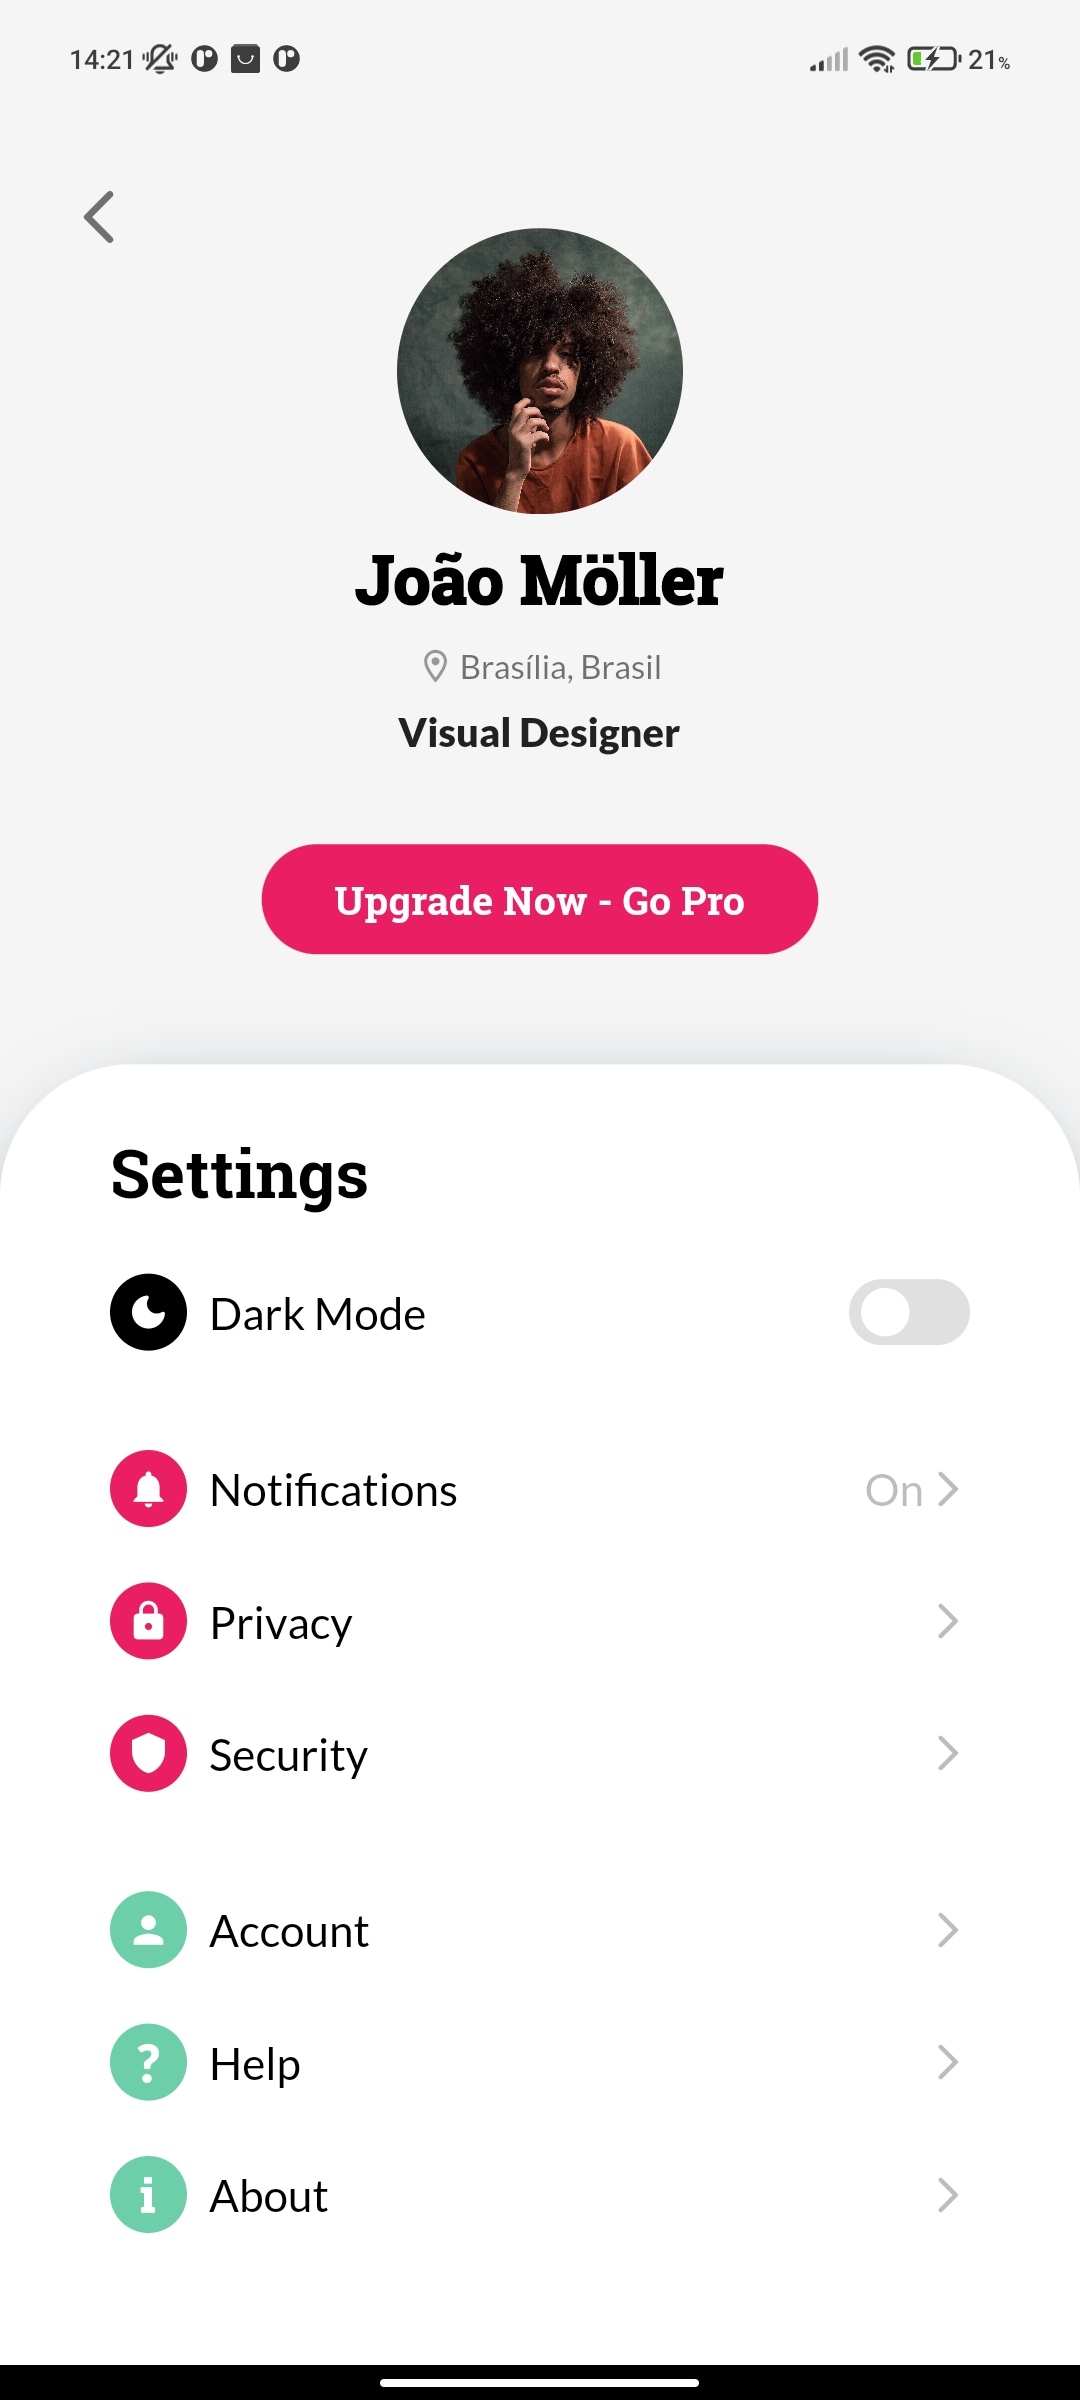 14:21 21%
João Möller
Brasília, Brasil
Visual Designer
Upgrade Now - Go Pro
Settings
Dark Mode
Notifications On
Privacy
Security
Account
Help
About